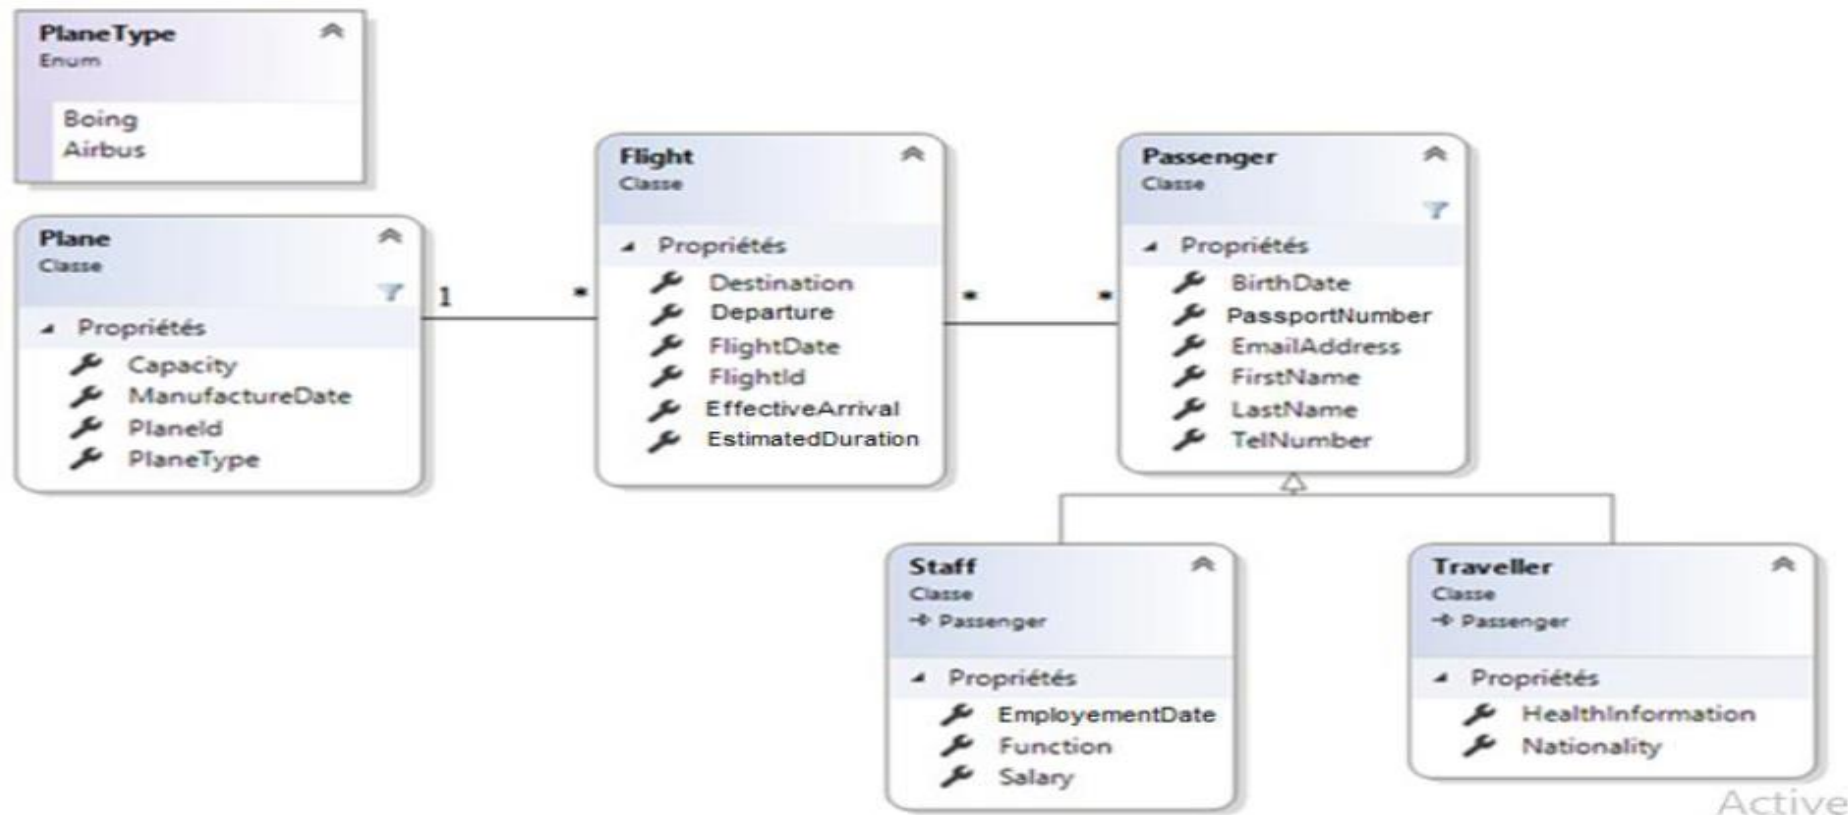 PlaneType
Enum
Boing
Airbus
Plane
Classe
Propriétés
Capacity
ManufactureDate
PlaneId
PlaneType
1
*
Flight
Classe
Propriétés
Destination
Departure
FlightDate
FlightId
EffectiveArrival
EstimatedDuration
*
*
Passenger
Classe
Propriétés
BirthDate
PassportNumber
EmailAddress
FirstName
LastName
TelNumber
Staff
Classe
Passenger
Propriétés
EmployementDate
Function
Salary
Traveller
Classe
Passenger
Propriétés
HealthInformation
Nationality
Active